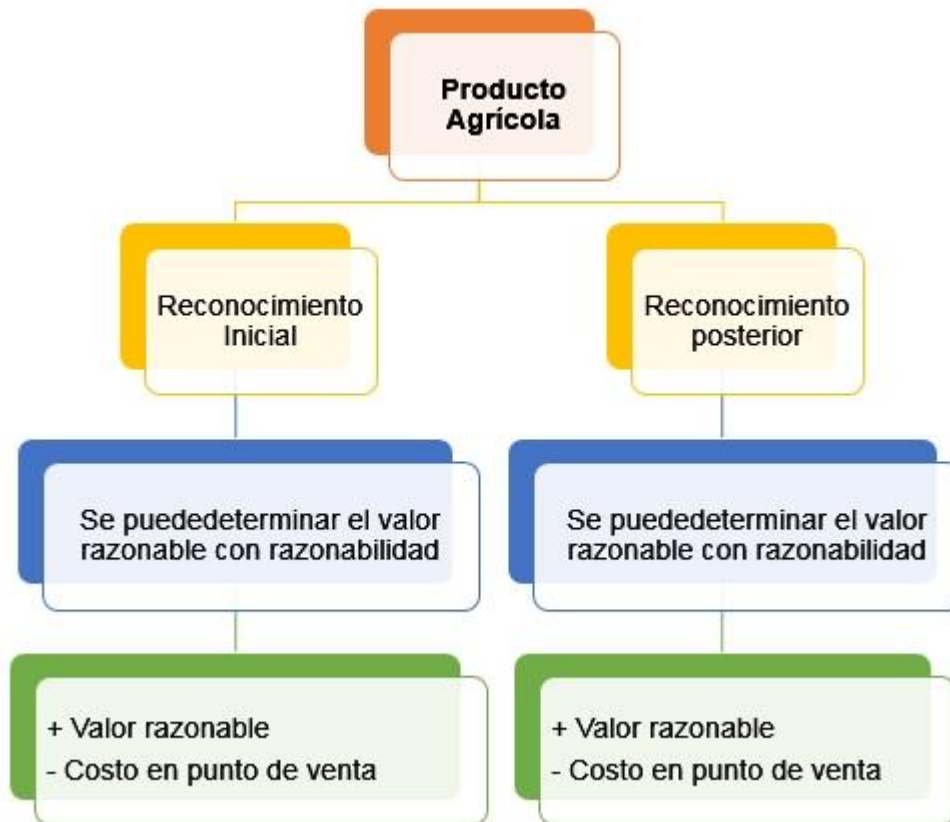 Producto
Agrícola
Reconocimiento
Inicial
Reconocimiento
posterior
Se puededeterminar el valor
razonable con razonabilidad
Se puededeterminar el valor
razonable con razonabilidad
+ Valor razonable
- Costo en punto de venta
+ Valor razonable
- Costo en punto de venta